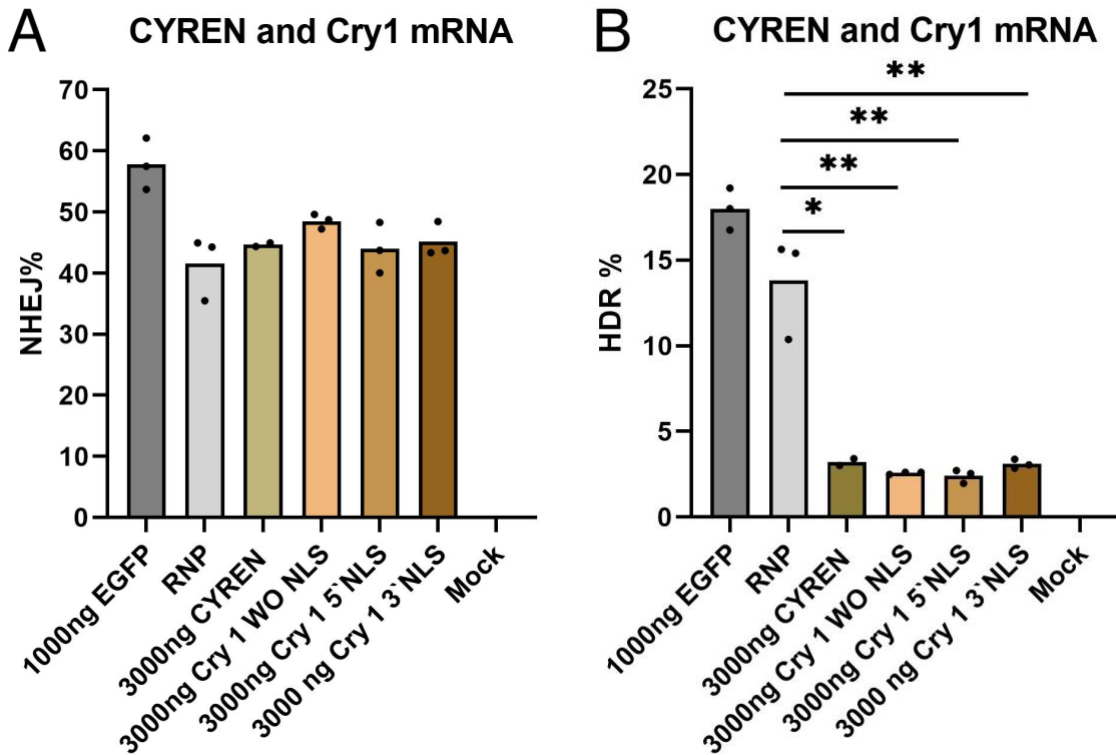 A
CYREN and Cry1 mRNA
NHEJ%
70
60
50
40
30
20
10
0
1000ng EGFP
RNP
3000ng CYREN
3000ng Cry 1 WO NLS
3000ng Cry 1 5`NLS
3000 ng Cry 1 3`NLS
Mock
B
CYREN and Cry1 mRNA
HDR %
25
20
15
10
5
0
**
**
**
*
1000ng EGFP
RNP
3000ng CYREN
3000ng Cry 1 WO NLS
3000ng Cry 1 5`NLS
3000 ng Cry 1 3`NLS
Mock